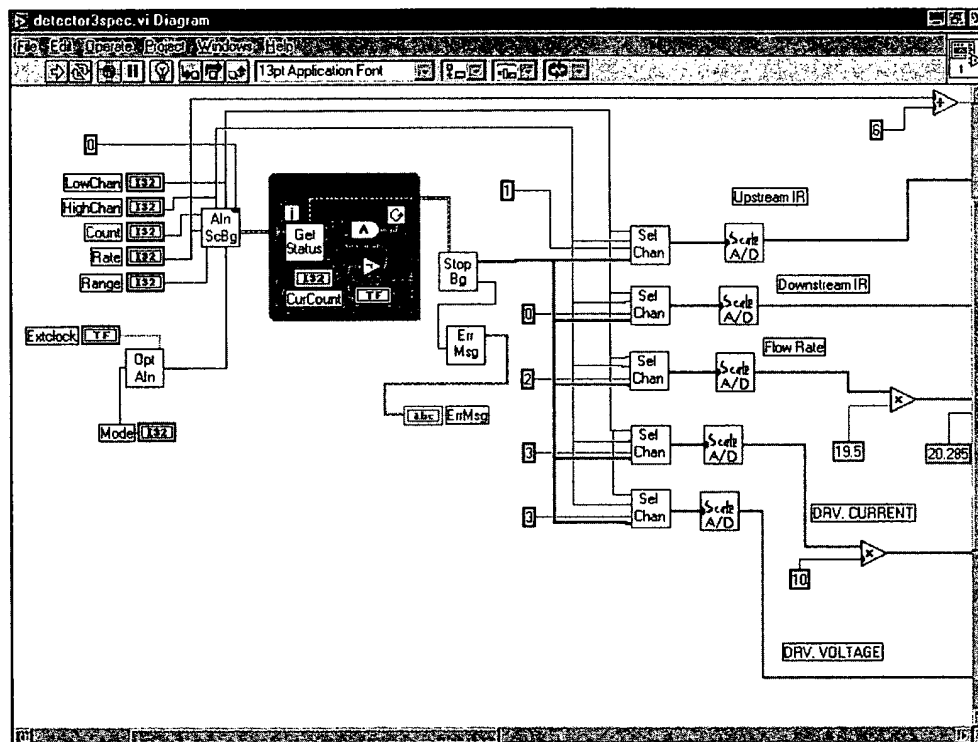 detector3spec.vi Diagram
File Edit Operate Project Windows Help
13pt Application Font
1
6
0
LowChan I32
HighChan I32
Count I32
Rate I32
Range I32
AIn ScBg
i
Get Status
A
I32
CurCount
TF
Stop Bg
Err Msg
abc ErrMsg
Extclock TF
Opt AIn
Mode I32
1
Sel Chan
Scale A/D
Upstream IR
0
Sel Chan
Scale A/D
Downstream IR
2
Sel Chan
Scale A/D
Flow Rate
x
19.5
20.285
3
Sel Chan
Scale A/D
DRV. CURRENT
x
10
3
Sel Chan
Scale A/D
DRV. VOLTAGE